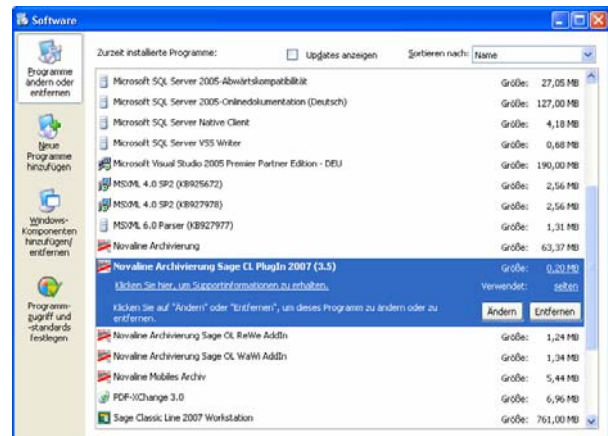 Software
Programme ändern oder entfernen
Neue Programme hinzufügen
Windows-Komponenten hinzufügen/entfernen
Programmzugriff und -standards festlegen
Zurzeit installierte Programme:
Updates anzeigen
Sortieren nach: Name
Microsoft SQL Server 2005-Abwärtskompatibilität Größe: 27,05 MB
Microsoft SQL Server 2005-Onlinedokumentation (Deutsch) Größe: 127,00 MB
Microsoft SQL Server Native Client Größe: 4,18 MB
Microsoft SQL Server VSS Writer Größe: 0,68 MB
Microsoft Visual Studio 2005 Premier Partner Edition - DEU Größe: 190,00 MB
MSXML 4.0 SP2 (KB925672) Größe: 2,56 MB
MSXML 4.0 SP2 (KB927978) Größe: 2,56 MB
MSXML 6.0 Parser (KB927977) Größe: 1,31 MB
Novaline Archivierung Größe: 63,37 MB
Novaline Archivierung Sage CL PlugIn 2007 (3.5) Größe: 0,20 MB
Klicken Sie hier, um Supportinformationen zu erhalten. Verwendet: selten
Klicken Sie auf "Ändern" oder "Entfernen", um dieses Programm zu ändern oder zu entfernen.
Ändern Entfernen
Novaline Archivierung Sage OL ReWe AddIn Größe: 1,24 MB
Novaline Archivierung Sage OL WaWi AddIn Größe: 1,34 MB
Novaline Mobiles Archiv Größe: 5,44 MB
PDF-XChange 3.0 Größe: 6,96 MB
Sage Classic Line 2007 Workstation Größe: 761,00 MB